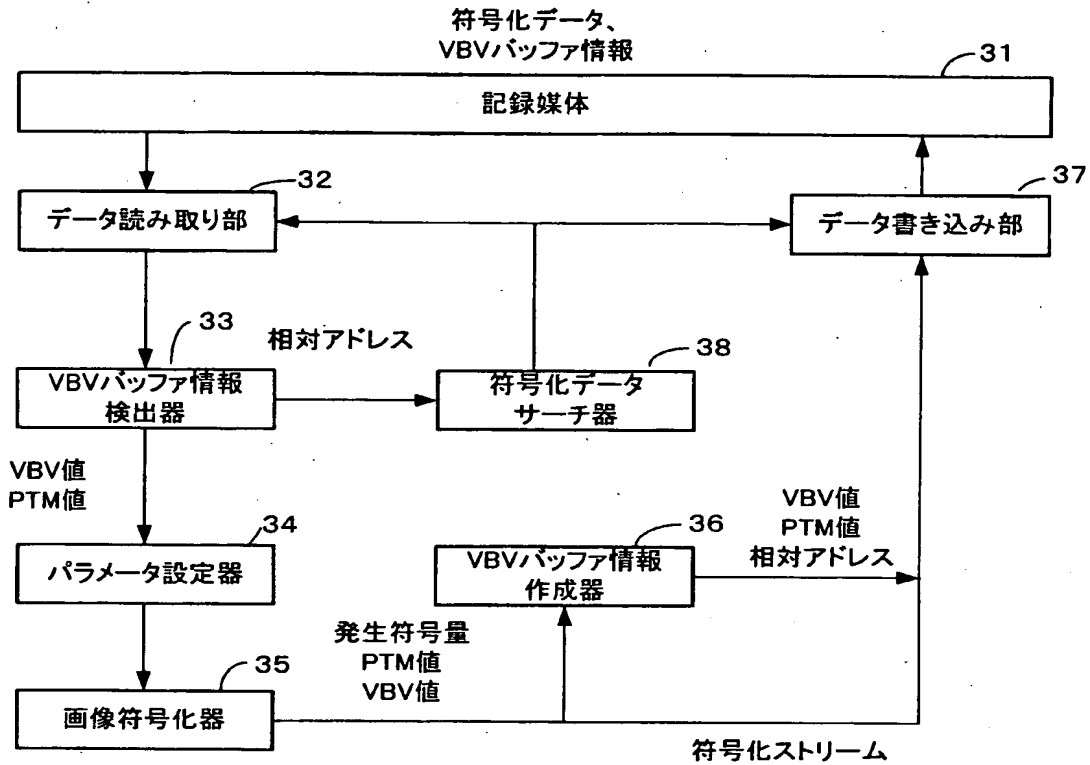 符号化データ、
VBVバッファ情報
31
記録媒体
32
データ読み取り部
37
データ書き込み部
33
VBVバッファ情報
検出器
相対アドレス
38
符号化データ
サーチ器
VBV値
PTM値
34
パラメータ設定器
36
VBVバッファ情報
作成器
VBV値
PTM値
相対アドレス
発生符号量
PTM値
VBV値
35
画像符号化器
符号化ストリーム